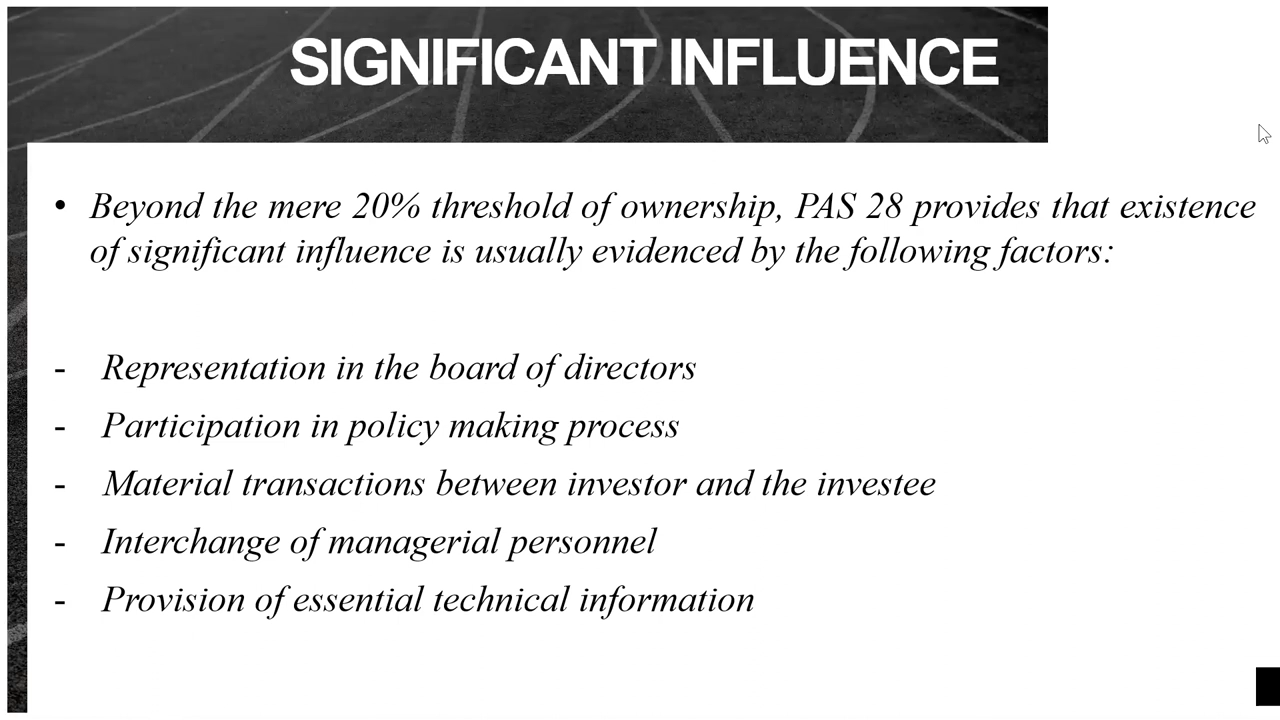 SIGNIFICANT INFLUENCE
• Beyond the mere 20% threshold of ownership, PAS 28 provides that existence
of significant influence is usually evidenced by the following factors:
- Representation in the board of directors
- Participation in policy making process
- Material transactions between investor and the investee
- Interchange of managerial personnel
- Provision of essential technical information